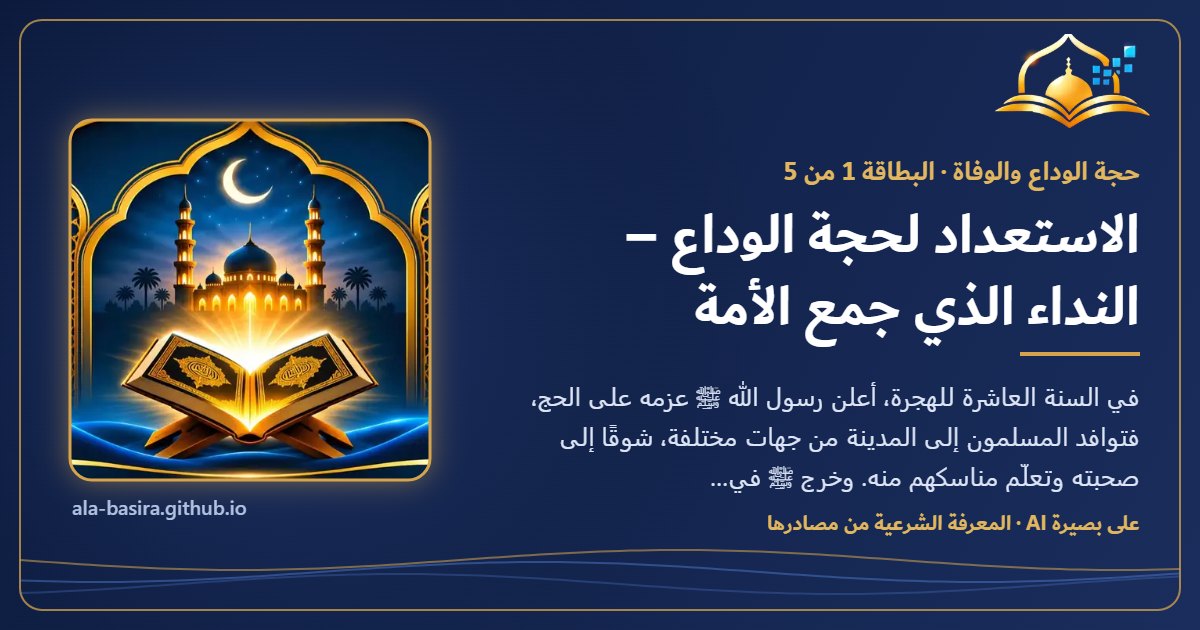 حجة الوداع والوفاة · البطاقة 1 من 5
الاستعداد لحجة الوداع –
النداء الذي جمع الأمة
في السنة العاشرة للهجرة، أعلن رسول الله ﷺ عزمه على الحج،
فتوافد المسلمون إلى المدينة من جهات مختلفة، شوقًا إلى
صحبته وتعلّم مناسكهم منه. وخرج ﷺ في...
على بصيرة AI · المعرفة الشرعية من مصادرها
ala-basira.github.io